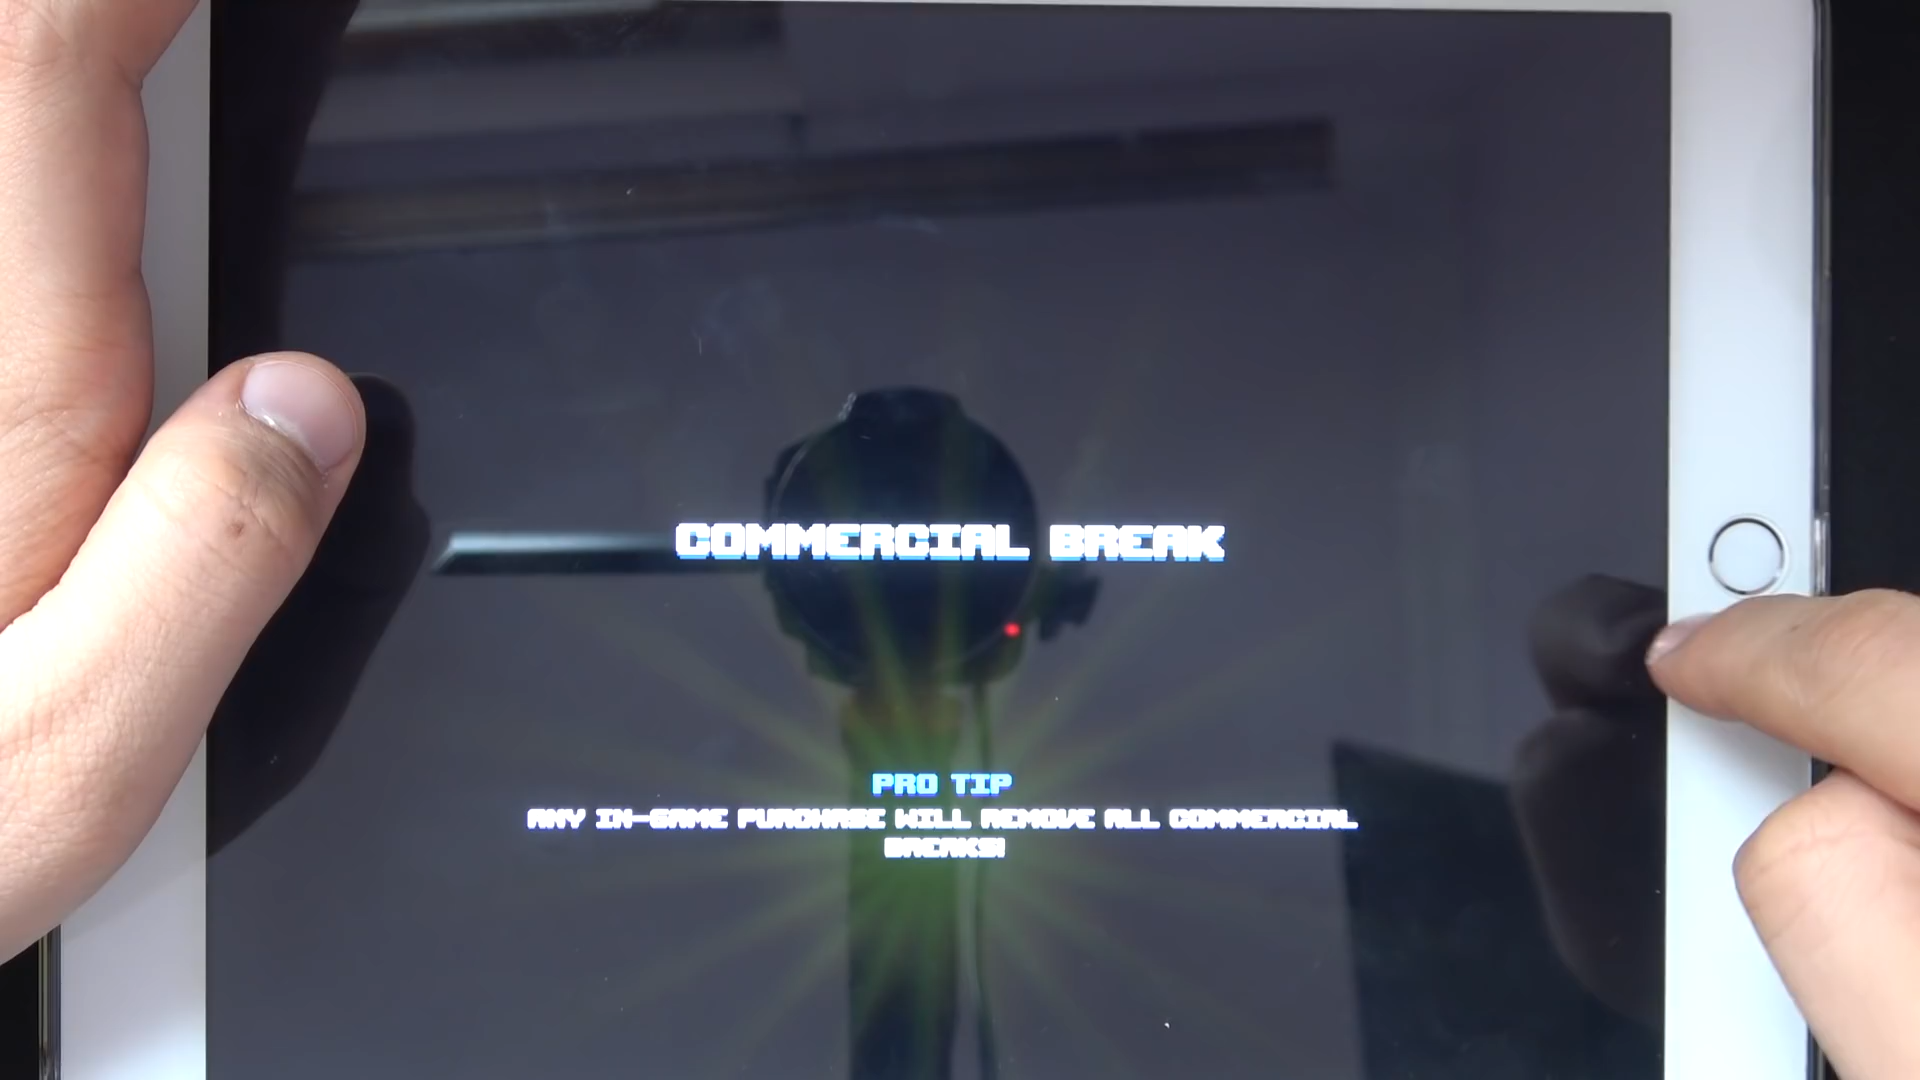 COMMERCIAL BREAK
PRO TIP
ANY IN-GAME PURCHASE WILL REMOVE ALL COMMERCIAL
BREAKS!